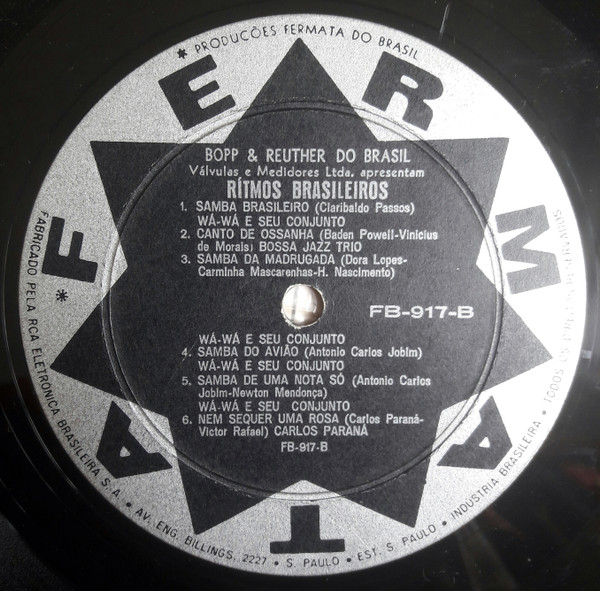 * PRODUÇÕES FERMATA DO BRASIL
FERMATA
BOPP & REUTHER DO BRASIL
Válvulas e Medidores Ltda. apresentam
RÍTMOS BRASILEIROS
1. SAMBA BRASILEIRO (Claribaldo Passos)
WÁ-WÁ E SEU CONJUNTO
2. CANTO DE OSSANHA (Baden Powell-Vinicius
de Morais) BOSSA JAZZ TRIO
3. SAMBA DA MADRUGADA (Dora Lopes-
Carminha Mascarenhas-H. Nascimento)
FB-917-B
WÁ-WÁ E SEU CONJUNTO
4. SAMBA DO AVIÃO (Antonio Carlos Jobim)
WÁ-WÁ E SEU CONJUNTO
5. SAMBA DE UMA NOTA SÓ (Antonio Carlos
Jobim-Newton Mendonça)
WÁ-WÁ E SEU CONJUNTO
6. NEM SEQUER UMA ROSA (Carlos Paraná-
Victor Rafael) CARLOS PARANÁ
FB-917-B
* FABRICADO PELA RCA ELETRONICA BRASILEIRA S.A. • AV. ENG. BILLINGS, 2227 • S. PAULO • EST. S. PAULO • INDÚSTRIA BRASILEIRA • TODOS OS